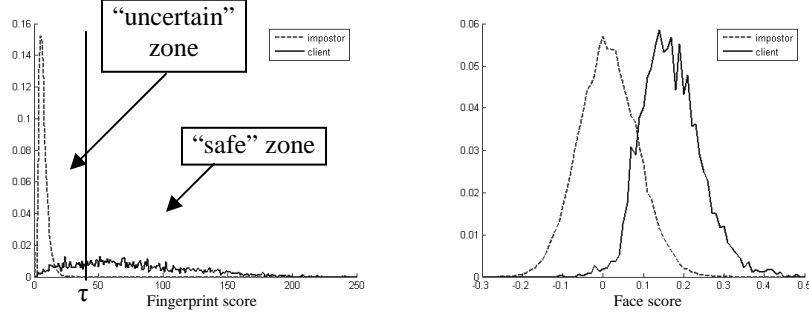 “uncertain”
zone
“safe” zone
impostor
client
0.16
0.14
0.12
0.1
0.08
0.06
0.04
0.02
0
0 50 100 150 200 250
τ
Fingerprint score
impostor
client
0.06
0.05
0.04
0.03
0.02
0.01
0
-0.3 -0.2 -0.1 0 0.1 0.2 0.3 0.4 0.5
Face score